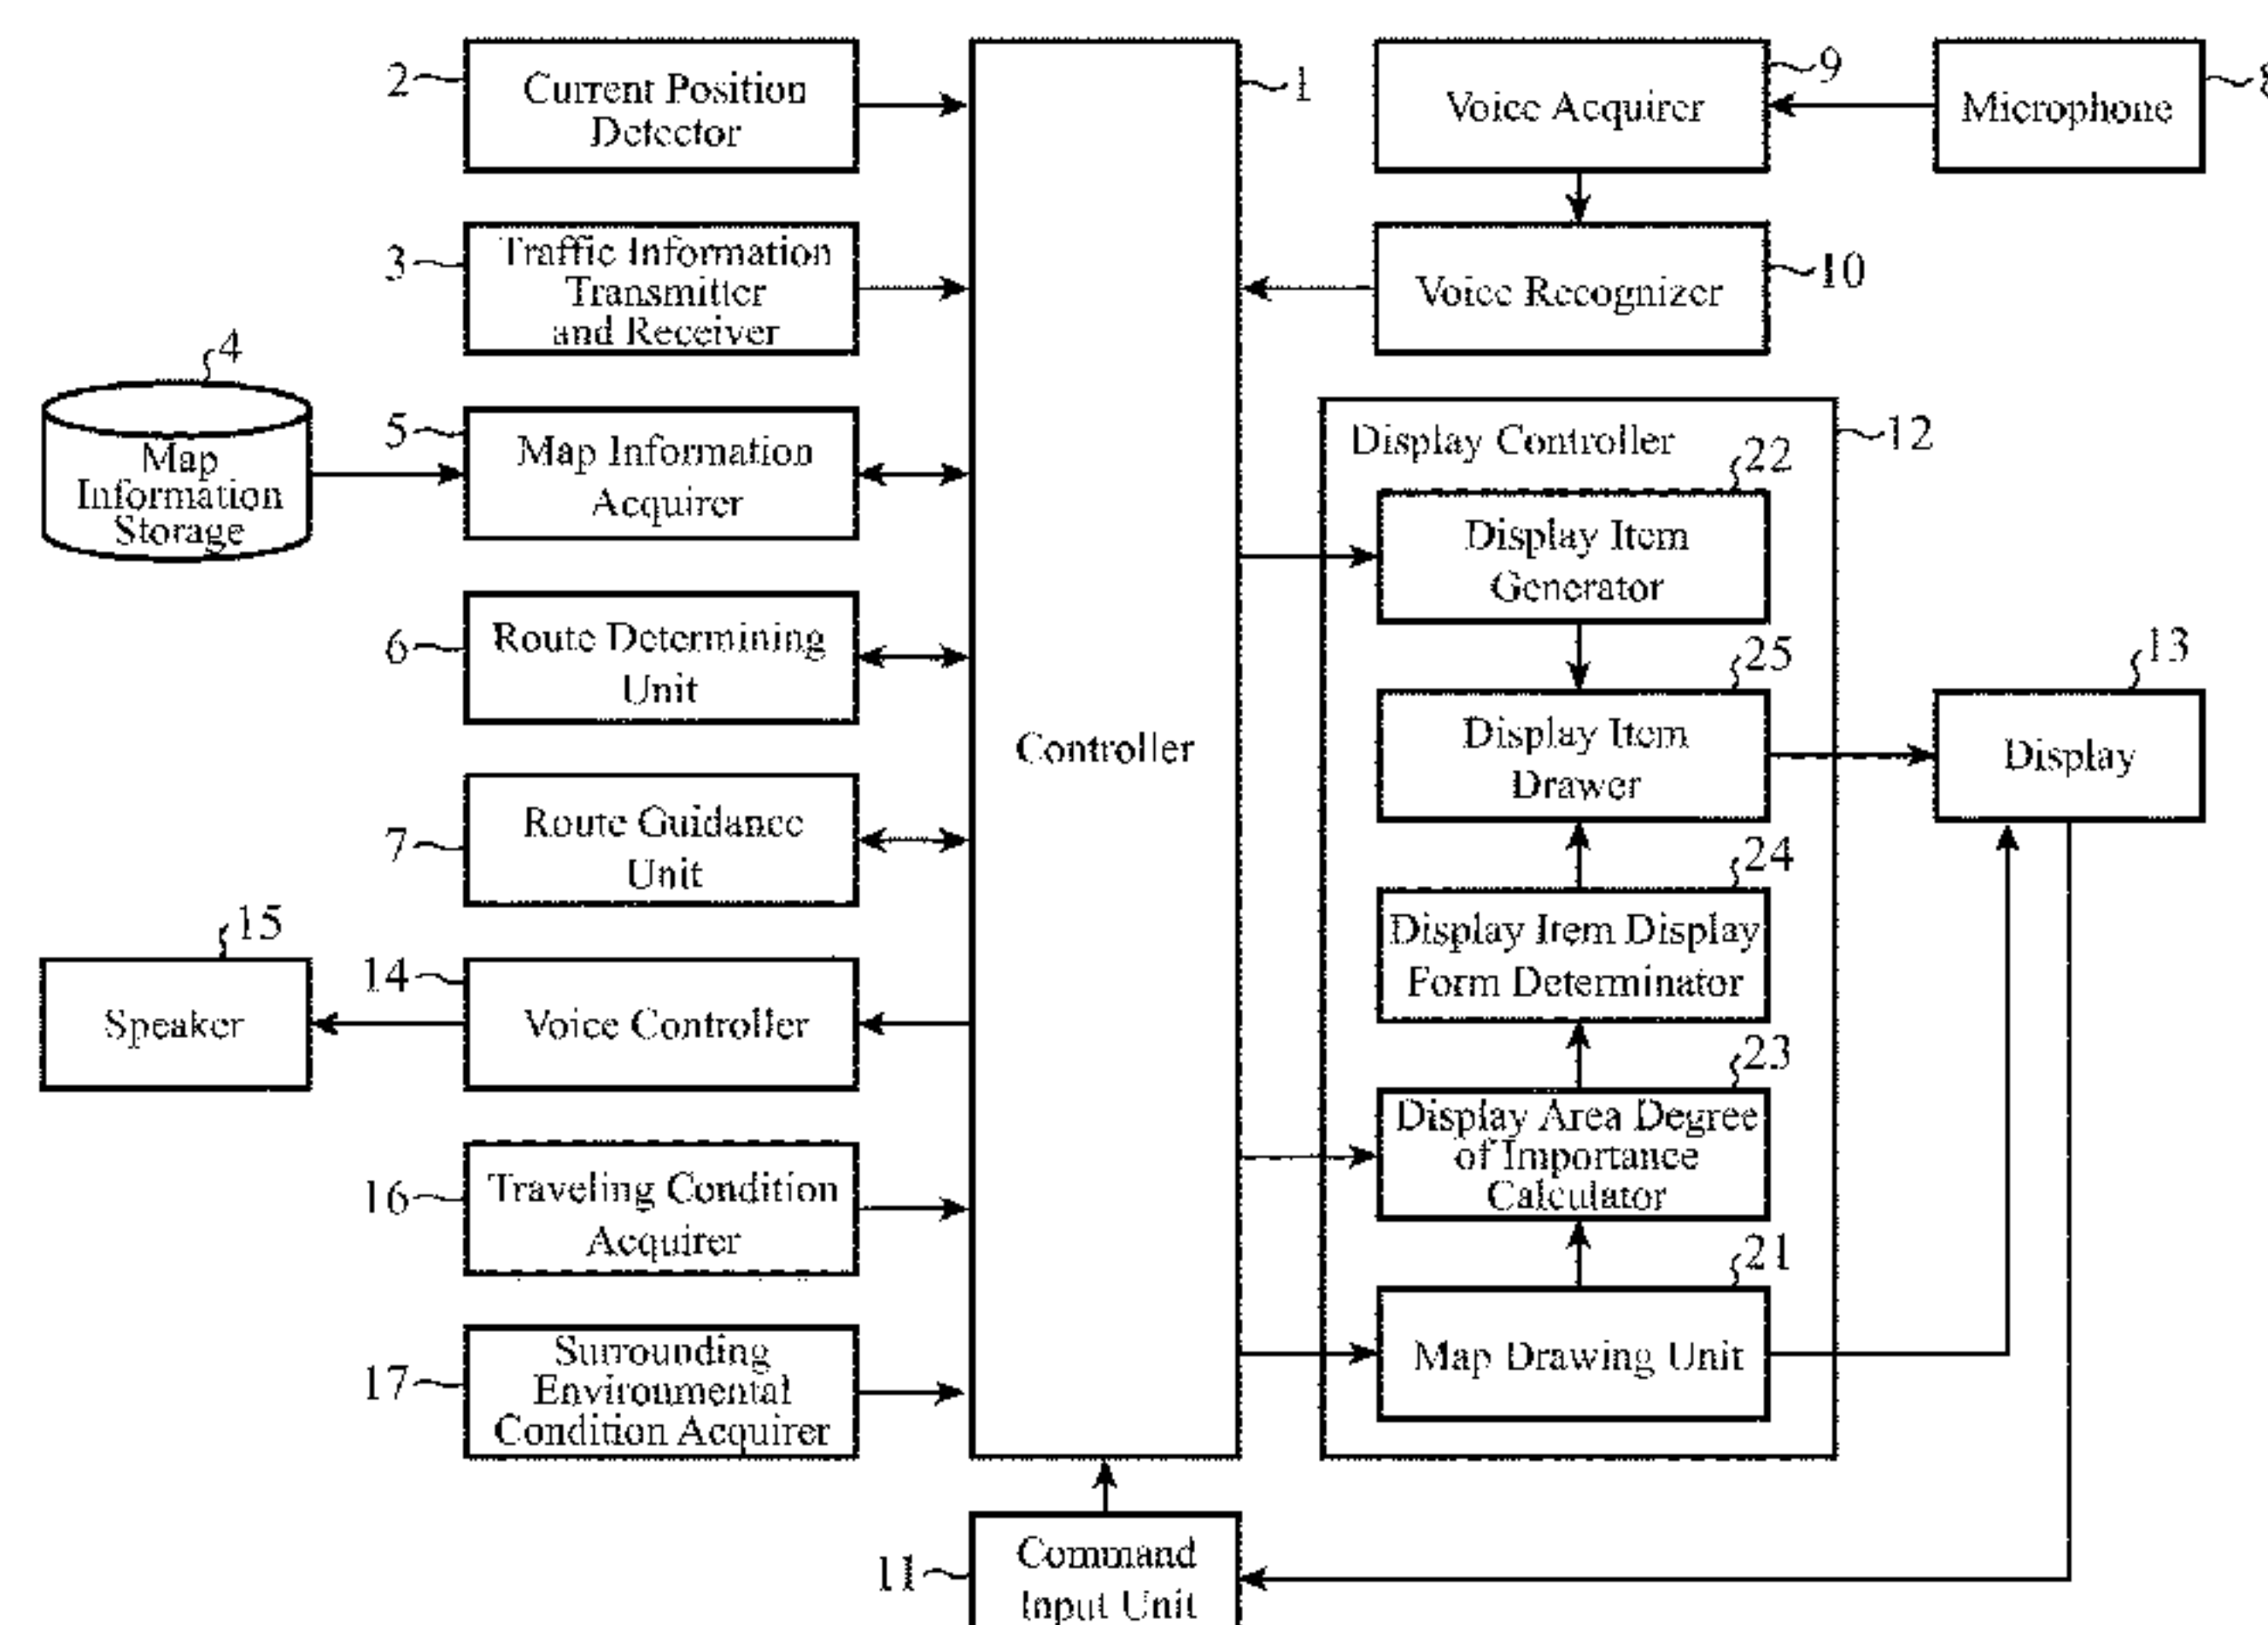 2
Current Position
Detector
1
Voice Acquirer
9
Microphone
8
3
Traffic Information
Transmitter
and Receiver
Voice Recognizer
10
4
Map
Information
Storage
5
Map Information
Acquirer
Display Controller
12
22
Display Item
Generator
6
Route Determining
Unit
Controller
25
Display Item
Drawer
13
Display
7
Route Guidance
Unit
24
Display Item Display
Form Determinator
15
Speaker
14
Voice Controller
23
Display Area Degree
of Importance
Calculator
16
Traveling Condition
Acquirer
21
Map Drawing Unit
17
Surrounding
Environmental
Condition Acquirer
11
Command
Input Unit